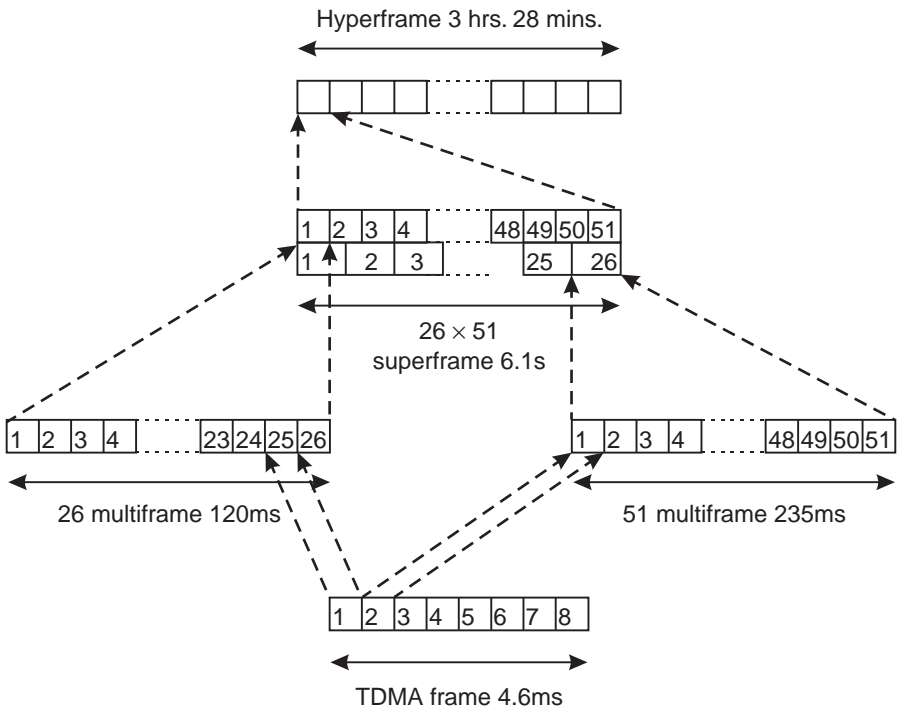 Hyperframe 3 hrs. 28 mins.
1 2 3 4 48 49 50 51
1 2 3 25 26
26 × 51
superframe 6.1s
1 2 3 4 23 24 25 26 1 2 3 4 48 49 50 51
26 multiframe 120ms 51 multiframe 235ms
1 2 3 4 5 6 7 8
TDMA frame 4.6ms